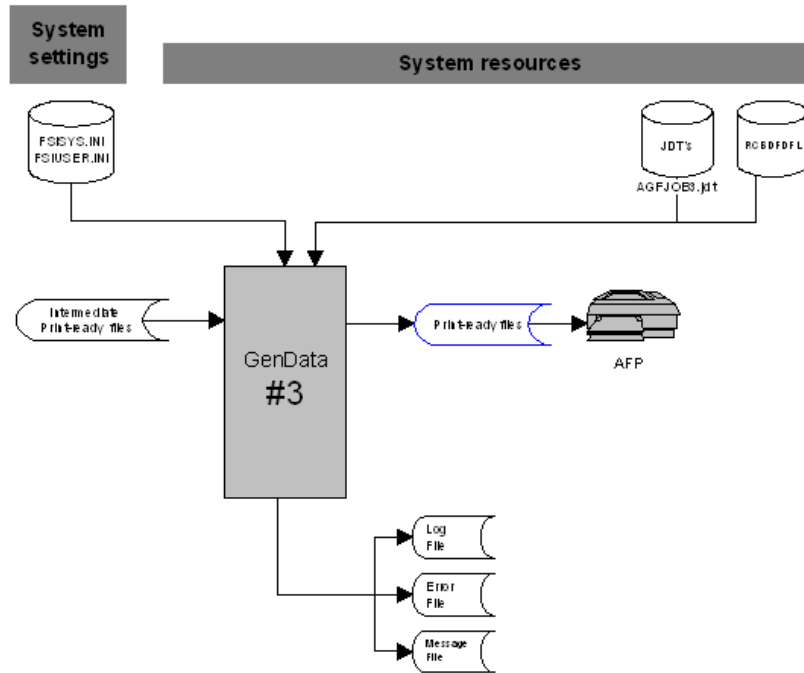 System
settings
System resources
FSISYS.INI
FSIUSER.INI
JDT's
AGFJOB3.jdt
RCBDFDFL
Intermediate
Print-ready files
GenData
#3
Print-ready files
AFP
Log
File
Error
File
Message
File